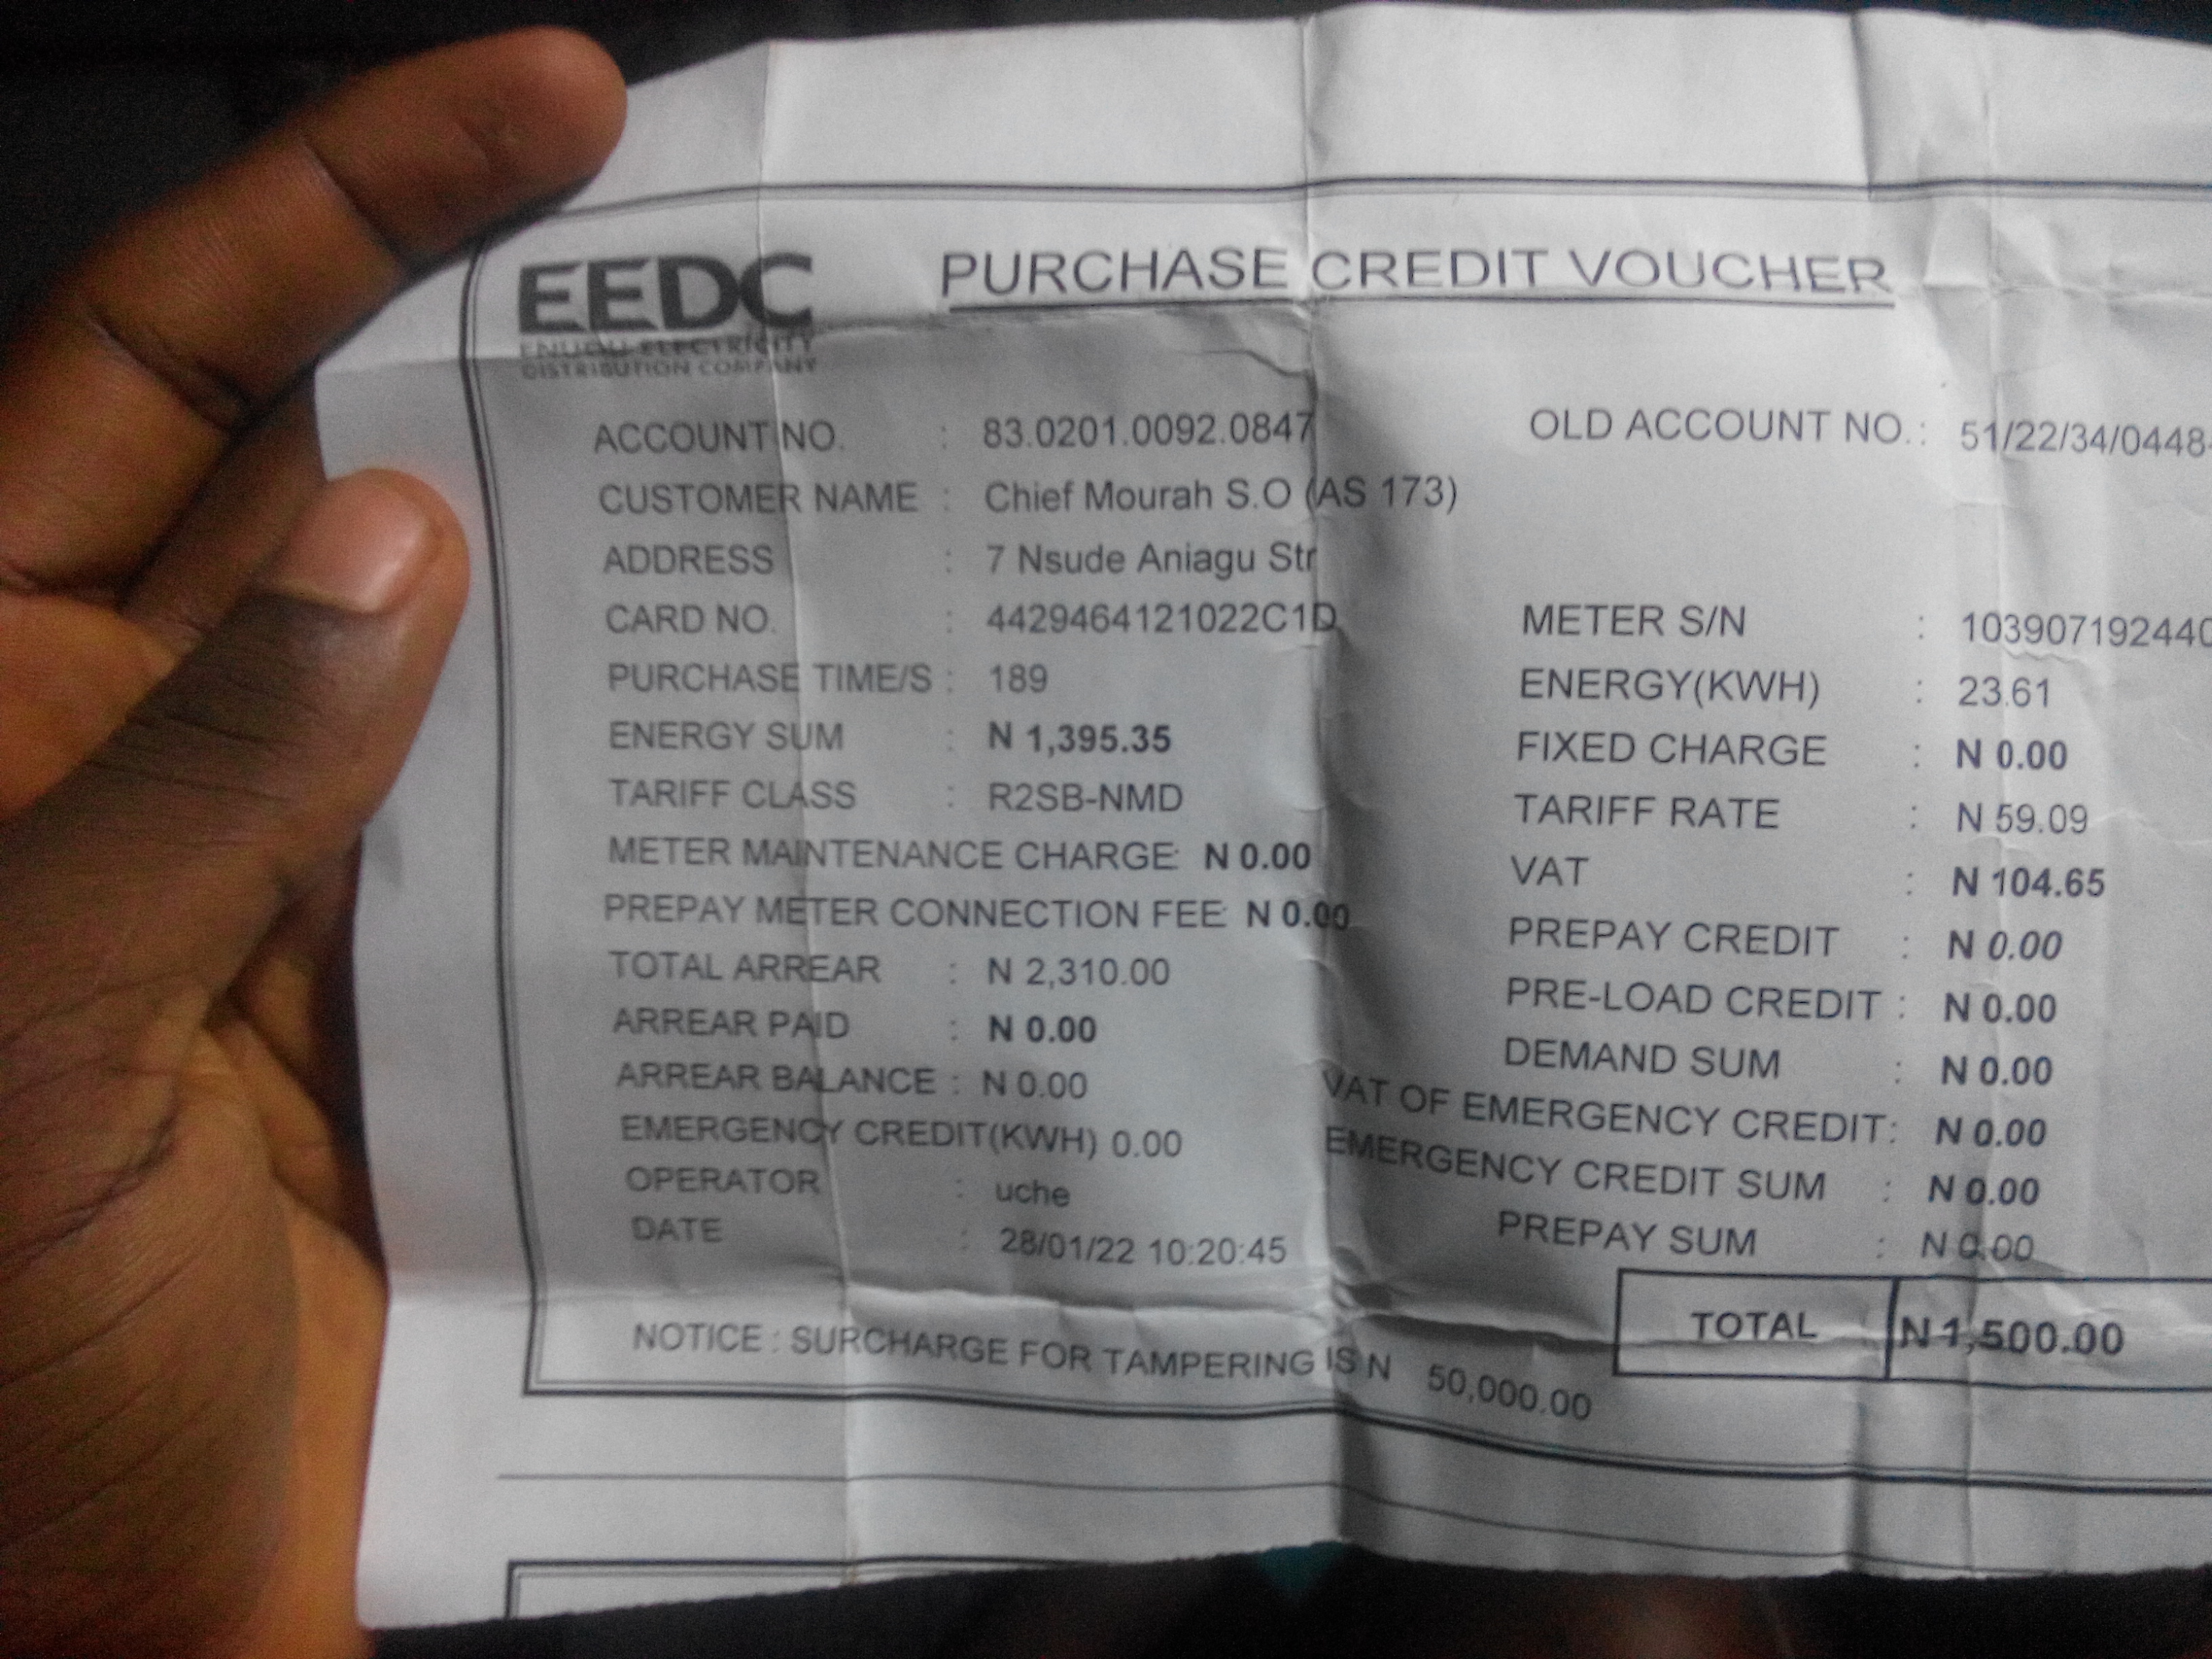 EEDC
ENUGU ELECTRICITY
DISTRIBUTION COMPANY
PURCHASE CREDIT VOUCHER
ACCOUNT NO. : 83.0201.0092.0847
OLD ACCOUNT NO.: 51/22/34/0448-
CUSTOMER NAME : Chief Mourah S.O (AS 173)
ADDRESS : 7 Nsude Aniagu Str
CARD NO. : 4429464121022C1D
METER S/N : 103907192440
PURCHASE TIME/S : 189
ENERGY(KWH) : 23.61
ENERGY SUM : N 1,395.35
FIXED CHARGE : N 0.00
TARIFF CLASS : R2SB-NMD
TARIFF RATE : N 59.09
METER MAINTENANCE CHARGE: N 0.00
VAT : N 104.65
PREPAY METER CONNECTION FEE: N 0.00
PREPAY CREDIT : N 0.00
TOTAL ARREAR : N 2,310.00
PRE-LOAD CREDIT : N 0.00
ARREAR PAID : N 0.00
DEMAND SUM : N 0.00
ARREAR BALANCE : N 0.00
VAT OF EMERGENCY CREDIT: N 0.00
EMERGENCY CREDIT(KWH) 0.00
EMERGENCY CREDIT SUM : N 0.00
OPERATOR : uche
PREPAY SUM : N 0.00
DATE : 28/01/22 10:20:45
TOTAL N 1,500.00
NOTICE : SURCHARGE FOR TAMPERING IS N 50,000.00